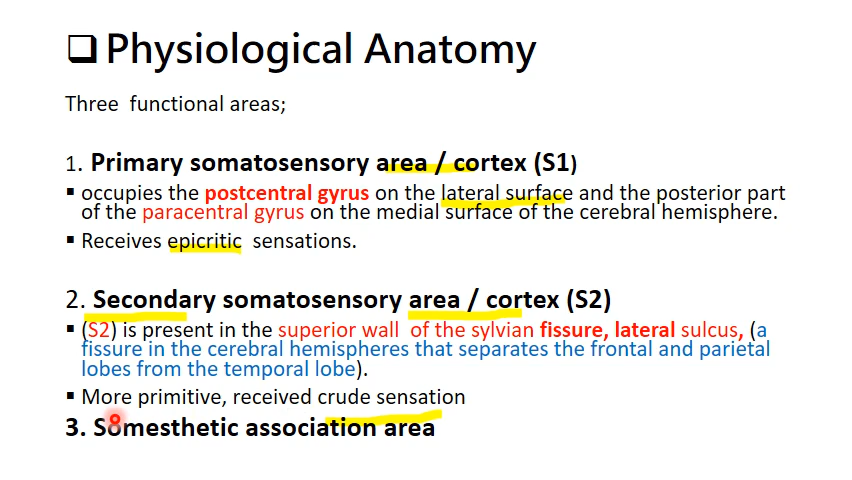 ❑ Physiological Anatomy
Three functional areas;
1. Primary somatosensory area / cortex (S1)
▪ occupies the postcentral gyrus on the lateral surface and the posterior part
of the paracentral gyrus on the medial surface of the cerebral hemisphere.
▪ Receives epicritic sensations.
2. Secondary somatosensory area / cortex (S2)
▪ (S2) is present in the superior wall of the sylvian fissure, lateral sulcus, (a
fissure in the cerebral hemispheres that separates the frontal and parietal
lobes from the temporal lobe).
▪ More primitive, received crude sensation
3. Somesthetic association area